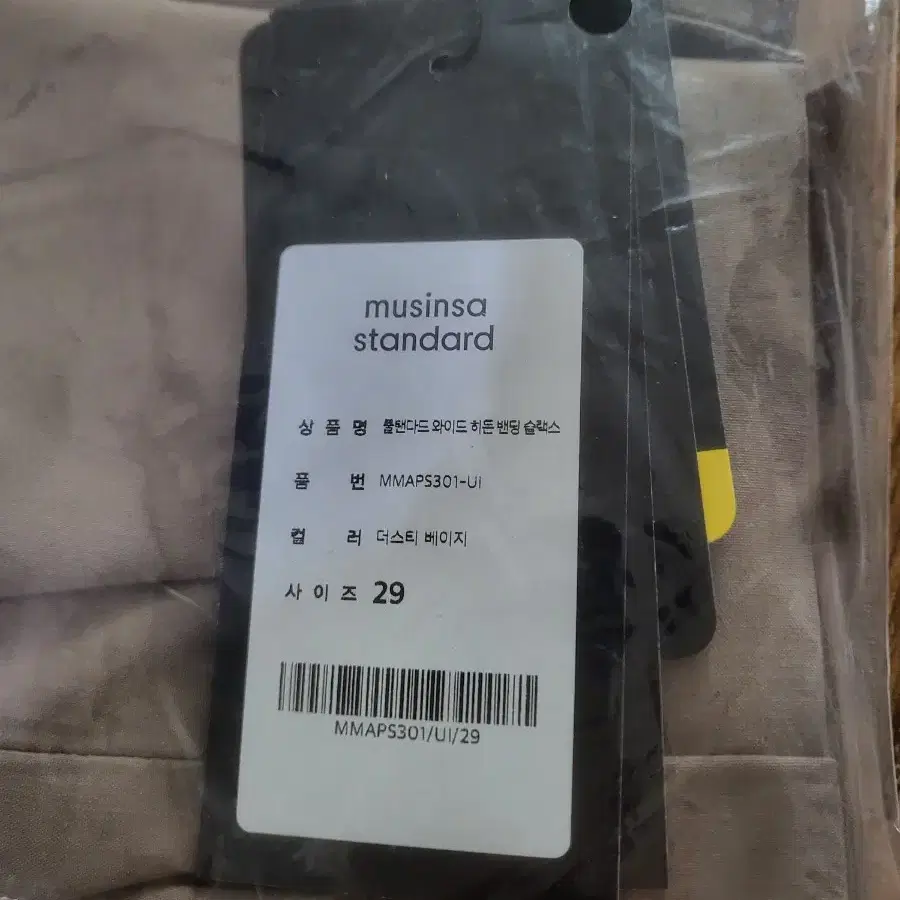 musinsa
standard
상품명 쿨탠다드 와이드 히든 밴딩 슬랙스
품번 MMAPS301-UI
컬러 더스티 베이지
사이즈 29
MMAPS301/UI/29